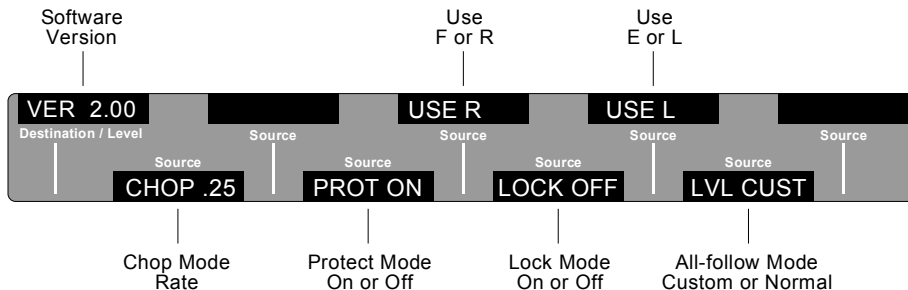 Software
Version
Use
F or R
Use
E or L
VER 2.00
USE R
USE L
Destination / Level
Source
Source
Source
Source
Source
Source
Source
Source
CHOP .25
PROT ON
LOCK OFF
LVL CUST
Chop Mode
Rate
Protect Mode
On or Off
Lock Mode
On or Off
All-follow Mode
Custom or Normal